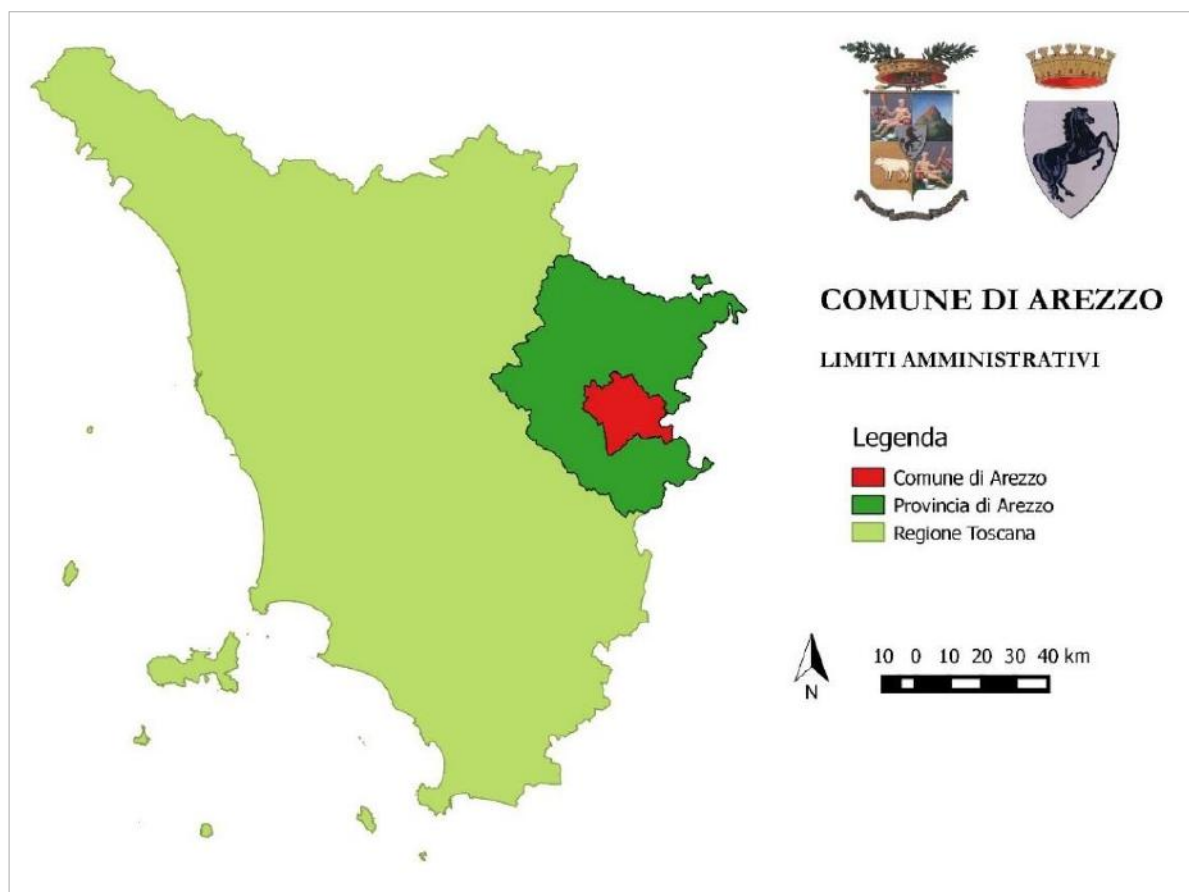 COMUNE DI AREZZO
LIMITI AMMINISTRATIVI
Legenda
Comune di Arezzo
Provincia di Arezzo
Regione Toscana
10 0 10 20 30 40 km
N